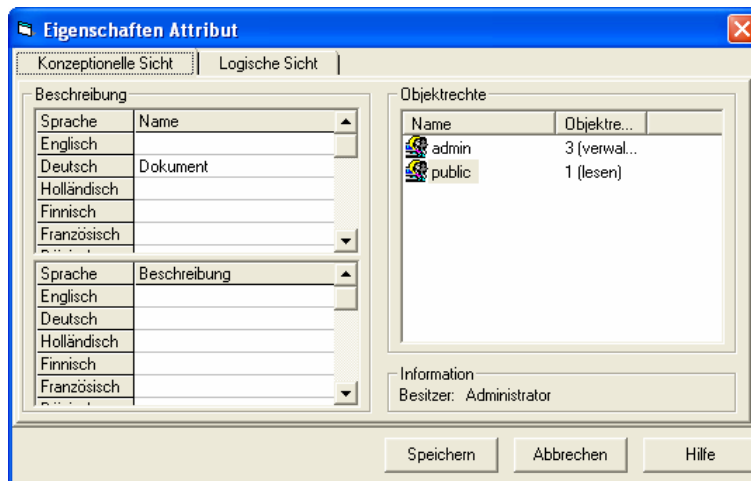 Eigenschaften Attribut
Konzeptionelle Sicht
Logische Sicht
Beschreibung
Sprache Name
Englisch
Deutsch Dokument
Holländisch
Finnisch
Französisch
Sprache Beschreibung
Englisch
Deutsch
Holländisch
Finnisch
Französisch
Objektrechte
Name Objektre...
admin 3 (verwal...
public 1 (lesen)
Information
Besitzer: Administrator
Speichern
Abbrechen
Hilfe